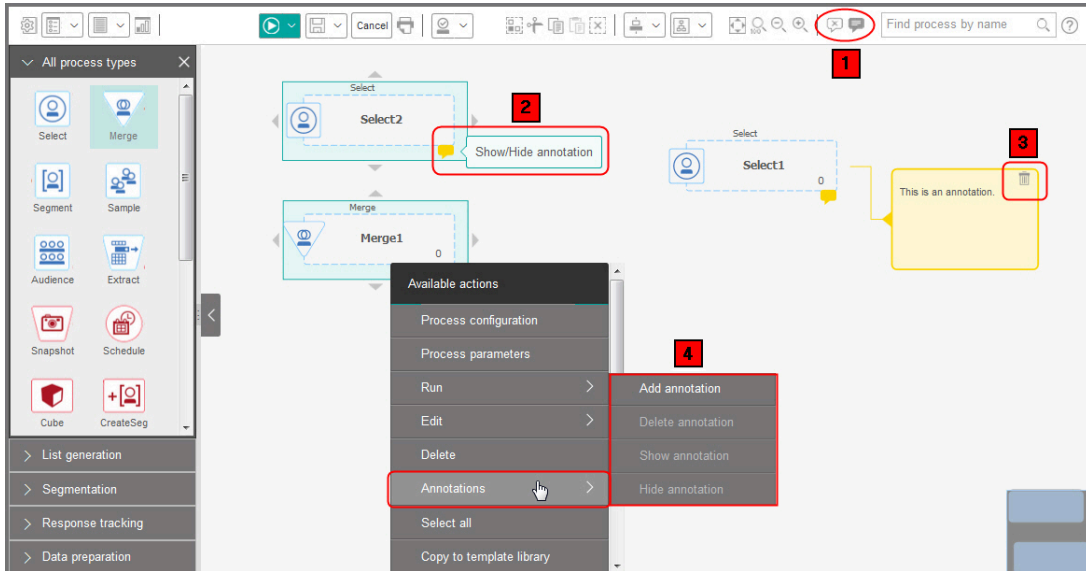 Cancel
100
Find process by name
?
1
All process types
Select
Merge
Segment
Sample
Audience
Extract
Snapshot
Schedule
Cube
CreateSeg
List generation
Segmentation
Response tracking
Data preparation
Select
Select2
2
Show/Hide annotation
Merge
Merge1
0
Select
Select1
0
3
This is an annotation.
Available actions
Process configuration
Process parameters
Run
Edit
Delete
Annotations
Select all
Copy to template library
4
Add annotation
Delete annotation
Show annotation
Hide annotation